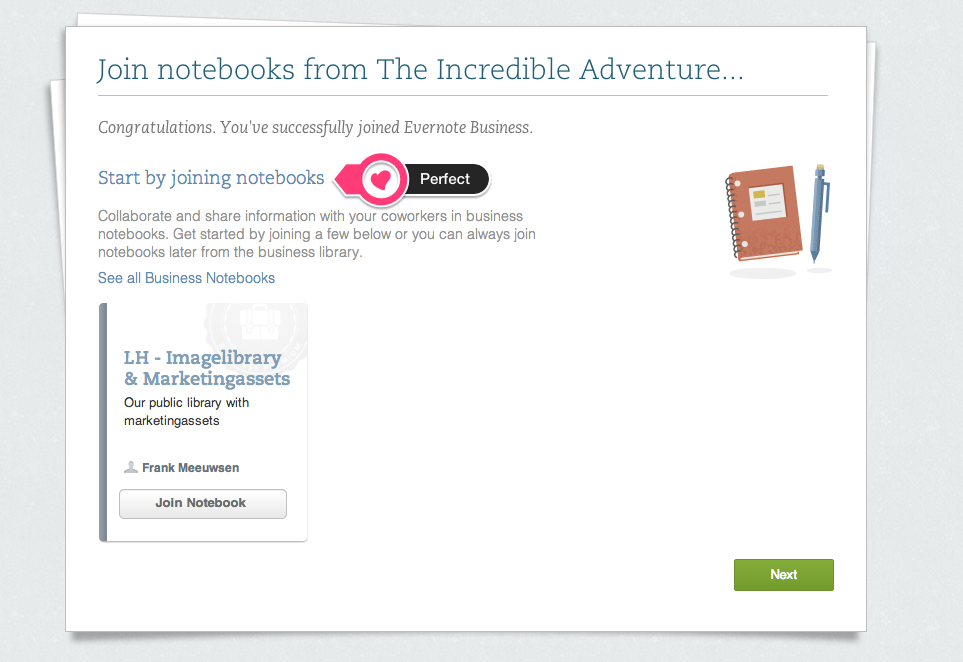 Join notebooks from The Incredible Adventure...
Congratulations. You've successfully joined Evernote Business.
Start by joining notebooks
Perfect
Collaborate and share information with your coworkers in business
notebooks. Get started by joining a few below or you can always join
notebooks later from the business library.
See all Business Notebooks
LH - Imagelibrary
& Marketingassets
Our public library with
marketingassets
Frank Meeuwsen
Join Notebook
Next